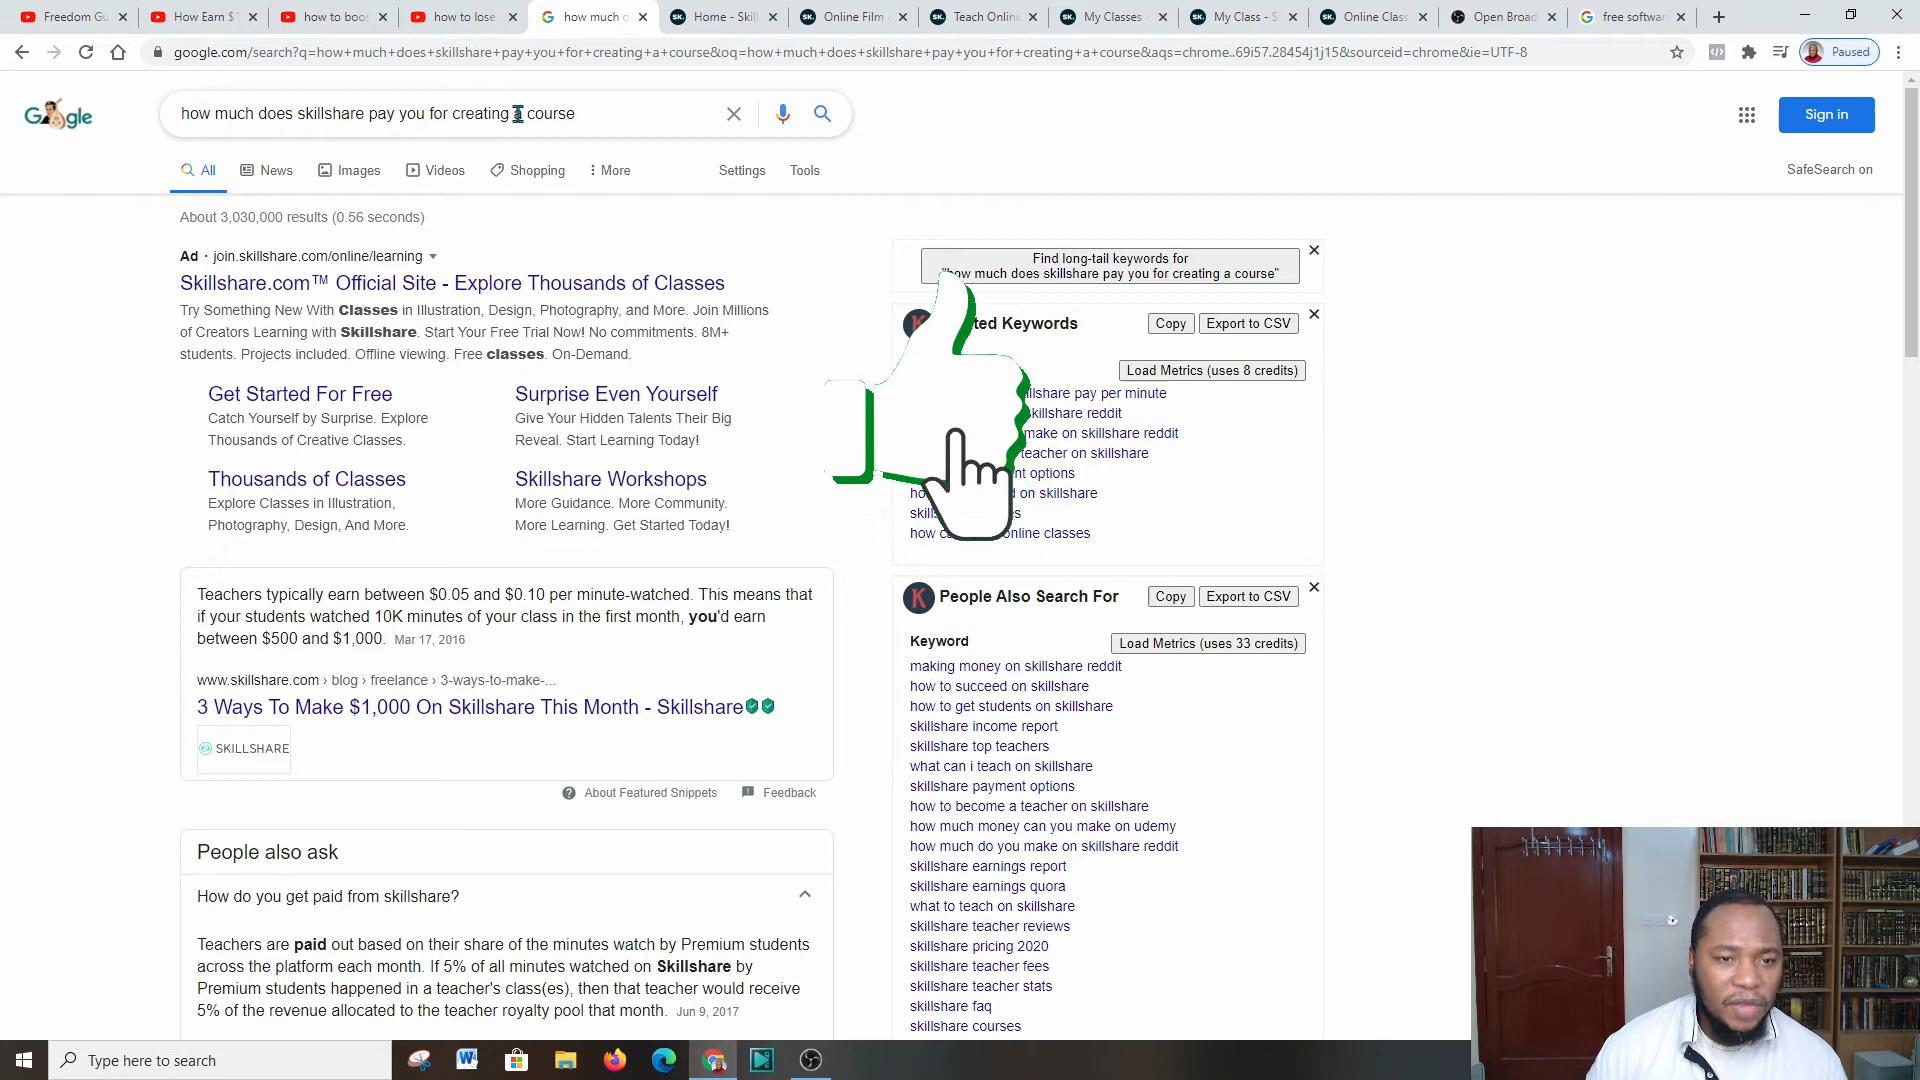 Freedom Gu
How Earn $1
how to boos
how to lose
how much d
Home - Skill
Online Film
Teach Online
My Classes -
My Class - S
Online Class
Open Broad
free softwar
google.com/search?q=how+much+does+skillshare+pay+you+for+creating+a+course&oq=how+much+does+skillshare+pay+you+for+creating+a+course&aqs=chrome..69i57.28454j1j15&sourceid=chrome&ie=UTF-8
Paused
Google
how much does skillshare pay you for creating a course
Sign in
All
News
Images
Videos
Shopping
More
Settings
Tools
SafeSearch on
About 3,030,000 results (0.56 seconds)
Ad · join.skillshare.com/online/learning
Skillshare.com™ Official Site - Explore Thousands of Classes
Try Something New With Classes in Illustration, Design, Photography, and More. Join Millions
of Creators Learning with Skillshare. Start Your Free Trial Now! No commitments. 8M+
students. Projects included. Offline viewing. Free classes. On-Demand.
Get Started For Free
Catch Yourself by Surprise. Explore
Thousands of Creative Classes.
Surprise Even Yourself
Give Your Hidden Talents Their Big
Reveal. Start Learning Today!
Thousands of Classes
Explore Classes in Illustration,
Photography, Design, And More.
Skillshare Workshops
More Guidance. More Community.
More Learning. Get Started Today!
Teachers typically earn between $0.05 and $0.10 per minute-watched. This means that
if your students watched 10K minutes of your class in the first month, you'd earn
between $500 and $1,000. Mar 17, 2016
www.skillshare.com › blog › freelance › 3-ways-to-make-...
3 Ways To Make $1,000 On Skillshare This Month - Skillshare
SKILLSHARE
About Featured Snippets
Feedback
People also ask
How do you get paid from skillshare?
Teachers are paid out based on their share of the minutes watch by Premium students
across the platform each month. If 5% of all minutes watched on Skillshare by
Premium students happened in a teacher's class(es), then that teacher would receive
5% of the revenue allocated to the teacher royalty pool that month. Jun 9, 2017
Find long-tail keywords for
"how much does skillshare pay you for creating a course"
ted Keywords
Copy
Export to CSV
Load Metrics (uses 8 credits)
illshare pay per minute
skillshare reddit
make on skillshare reddit
teacher on skillshare
nt options
ho d on skillshare
skills es
how c online classes
K People Also Search For
Copy
Export to CSV
Keyword
Load Metrics (uses 33 credits)
making money on skillshare reddit
how to succeed on skillshare
how to get students on skillshare
skillshare income report
skillshare top teachers
what can i teach on skillshare
skillshare payment options
how to become a teacher on skillshare
how much money can you make on udemy
how much do you make on skillshare reddit
skillshare earnings report
skillshare earnings quora
what to teach on skillshare
skillshare teacher reviews
skillshare pricing 2020
skillshare teacher fees
skillshare teacher stats
skillshare faq
skillshare courses
Type here to search